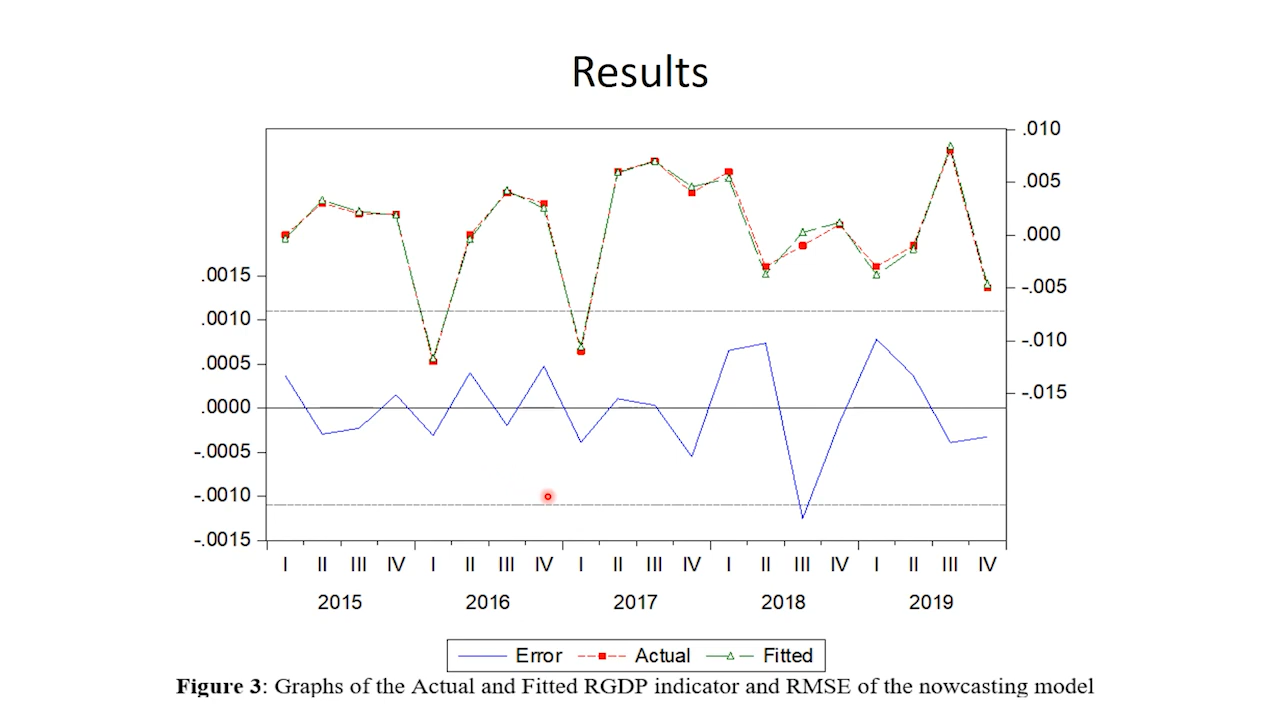 Results
.010
.005
.000
-.005
-.010
-.015
.0015
.0010
.0005
.0000
-.0005
-.0010
-.0015
I II III IV I II III IV I II III IV I II III IV I II III IV
2015 2016 2017 2018 2019
Error Actual Fitted
Figure 3: Graphs of the Actual and Fitted RGDP indicator and RMSE of the nowcasting model